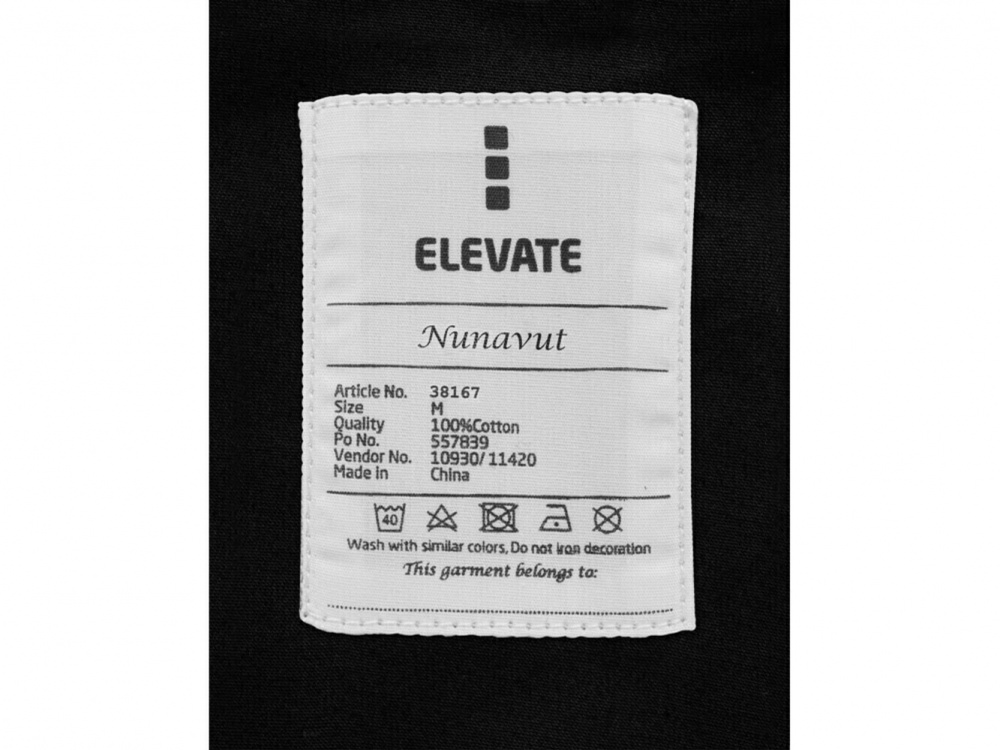 ELEVATE
Nunavut
Article No. 38167
Size M
Quality 100%Cotton
Po No. 557839
Vendor No. 10930/11420
Made in China
40
Wash with similar colors, Do not iron decoration
This garment belongs to: